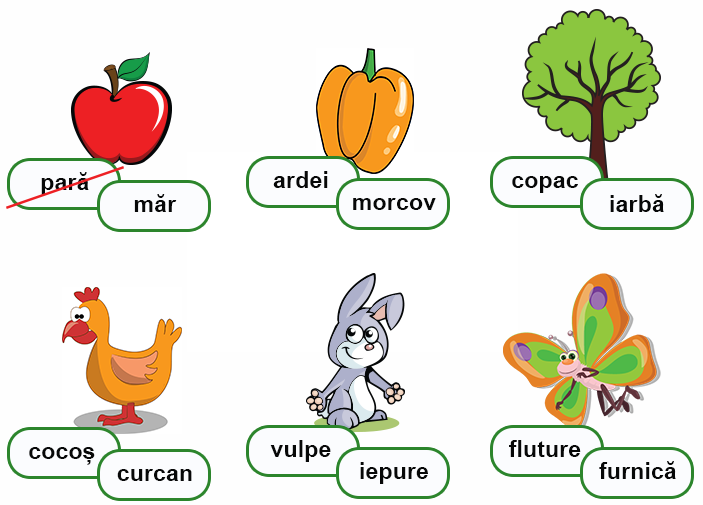 pară
măr
ardei
morcov
copac
iarbă
cocoș
curcan
vulpe
iepure
fluture
furnică